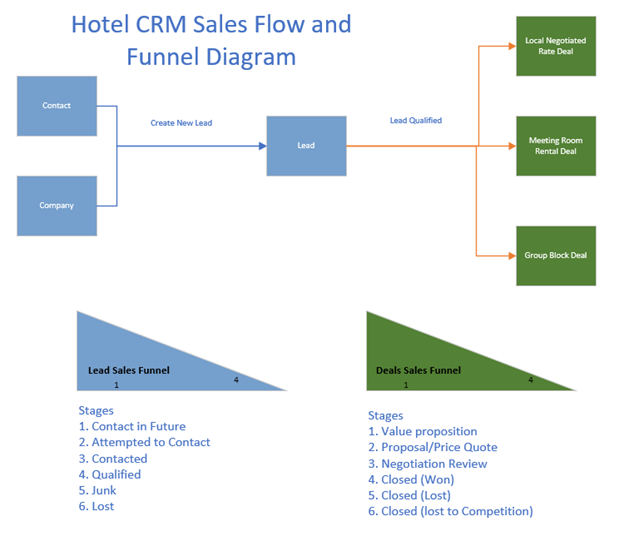 Hotel CRM Sales Flow and
Funnel Diagram
Local Negotiated
Rate Deal
Contact
Create New Lead
Lead Qualified
Lead
Meeting Room
Rental Deal
Company
Group Block Deal
Lead Sales Funnel
1
4
Stages
1. Contact in Future
2. Attempted to Contact
3. Contacted
4. Qualified
5. Junk
6. Lost
Deals Sales Funnel
1
4
Stages
1. Value proposition
2. Proposal/Price Quote
3. Negotiation Review
4. Closed (Won)
5. Closed (Lost)
6. Closed (lost to Competition)